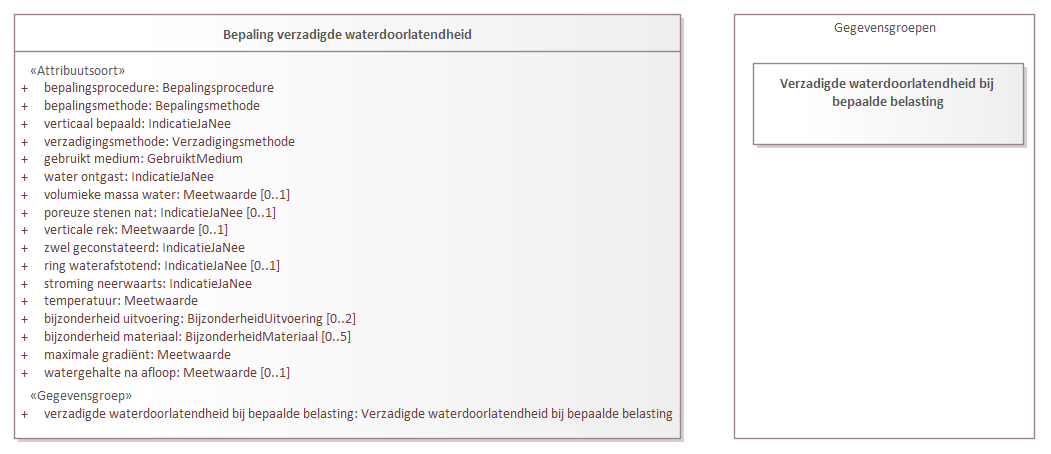 Bepaling verzadigde waterdoorlatendheid
«Attribuutsoort»
+ bepalingsprocedure: Bepalingsprocedure
+ bepalingsmethode: Bepalingsmethode
+ verticaal bepaald: IndicatieJaNee
+ verzadigingsmethode: Verzadigingsmethode
+ gebruikt medium: GebruiktMedium
+ water ontgast: IndicatieJaNee
+ volumieke massa water: Meetwaarde [0..1]
+ poreuze stenen nat: IndicatieJaNee [0..1]
+ verticale rek: Meetwaarde [0..1]
+ zwel geconstateerd: IndicatieJaNee
+ ring waterafstotend: IndicatieJaNee [0..1]
+ stroming neerwaarts: IndicatieJaNee
+ temperatuur: Meetwaarde
+ bijzonderheid uitvoering: BijzonderheidUitvoering [0..2]
+ bijzonderheid materiaal: BijzonderheidMateriaal [0..5]
+ maximale gradiënt: Meetwaarde
+ watergehalte na afloop: Meetwaarde [0..1]
«Gegevensgroep»
+ verzadigde waterdoorlatendheid bij bepaalde belasting: Verzadigde waterdoorlatendheid bij bepaalde belasting
Gegevensgroepen
Verzadigde waterdoorlatendheid bij
bepaalde belasting